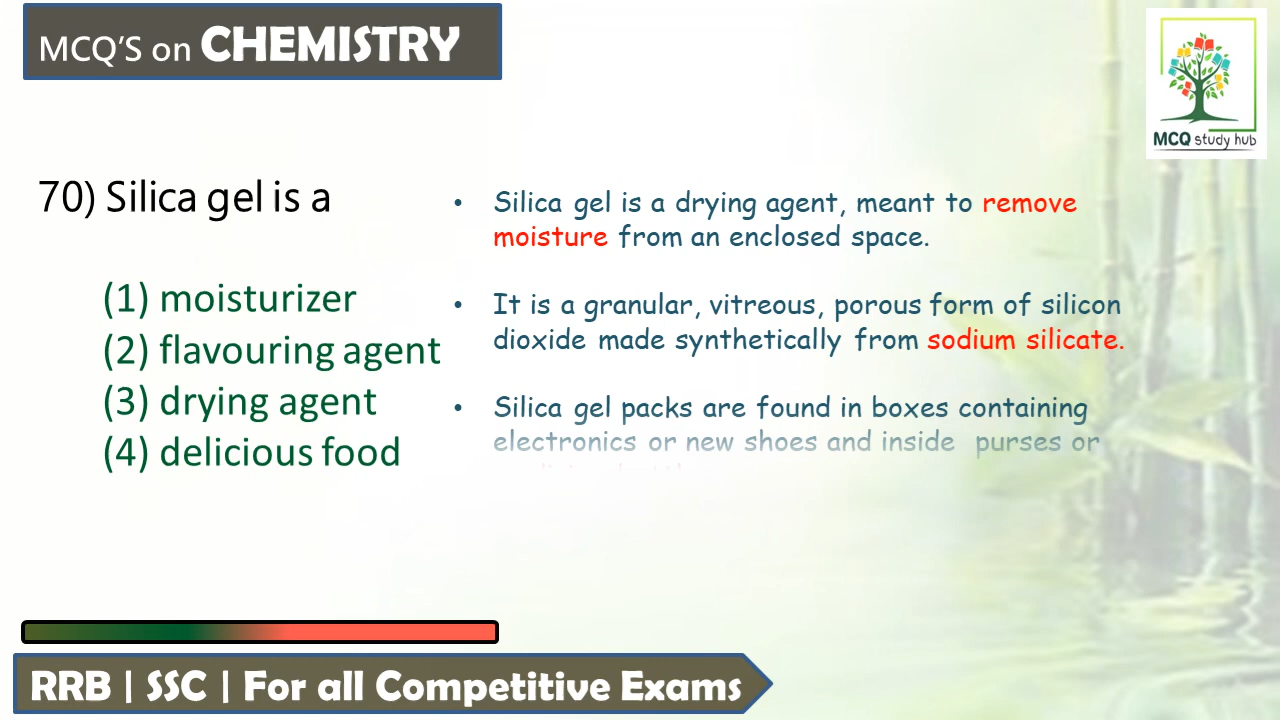 MCQ'S on CHEMISTRY
MCQ study hub
70) Silica gel is a
(1) moisturizer
(2) flavouring agent
(3) drying agent
(4) delicious food
• Silica gel is a drying agent, meant to remove
moisture from an enclosed space.
• It is a granular, vitreous, porous form of silicon
dioxide made synthetically from sodium silicate.
• Silica gel packs are found in boxes containing
electronics or new shoes and inside purses or
RRB | SSC | For all Competitive Exams